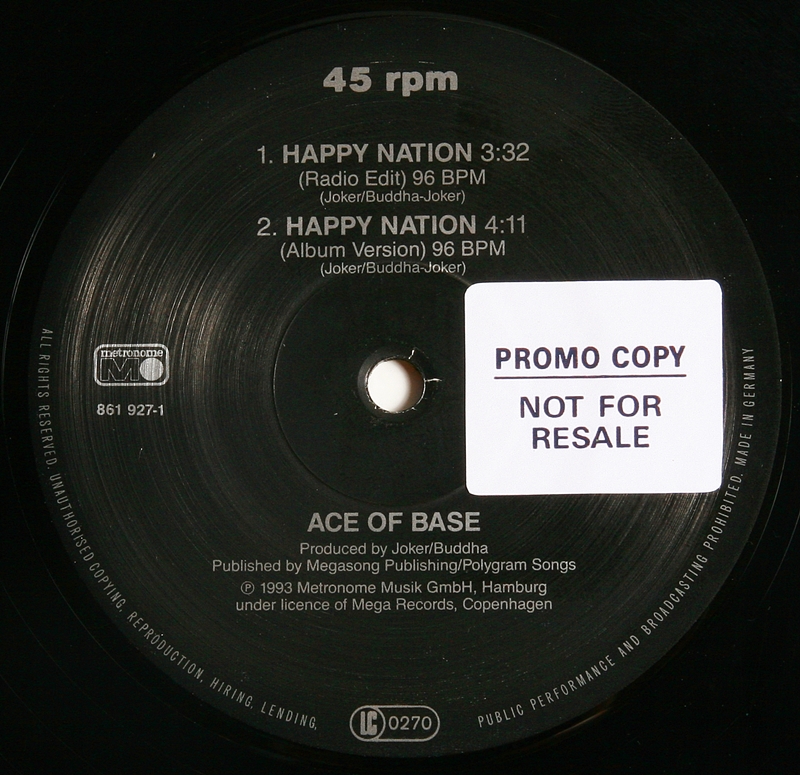 45 rpm
1. HAPPY NATION 3:32
(Radio Edit) 96 BPM
(Joker/Buddha-Joker)
2. HAPPY NATION 4:11
(Album Version) 96 BPM
(Joker/Buddha-Joker)
metronome
M
861 927-1
PROMO COPY
NOT FOR
RESALE
ACE OF BASE
Produced by Joker/Buddha
Published by Megasong Publishing/Polygram Songs
℗ 1993 Metronome Musik GmbH, Hamburg
under licence of Mega Records, Copenhagen
LC 0270
ALL RIGHTS RESERVED. UNAUTHORISED COPYING, REPRODUCTION, HIRING, LENDING, PUBLIC PERFORMANCE AND BROADCASTING PROHIBITED. MADE IN GERMANY